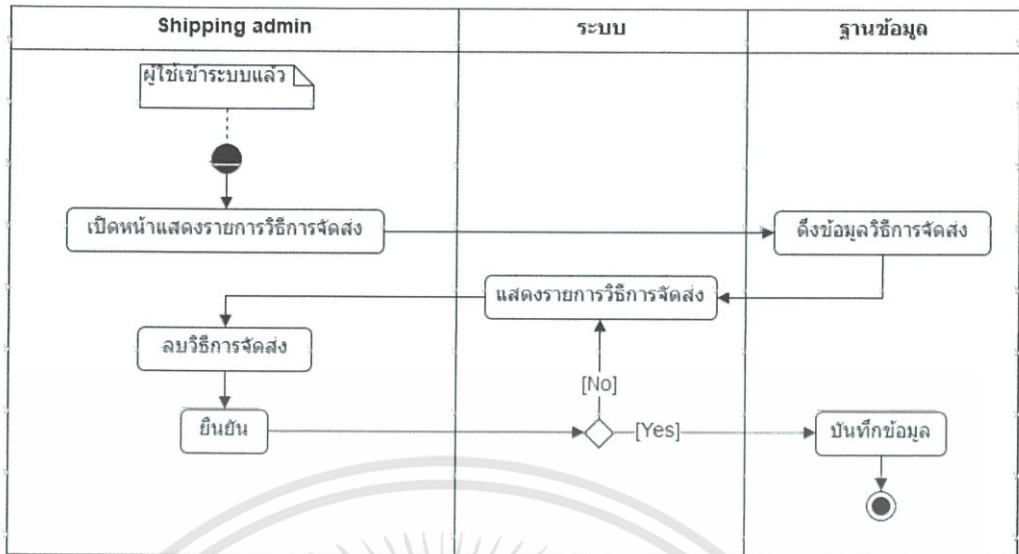 Shipping admin
ระบบ
ฐานข้อมูล
ผู้ใช้เข้าระบบแล้ว
เปิดหน้าแสดงรายการวิธีการจัดส่ง
ดึงข้อมูลวิธีการจัดส่ง
แสดงรายการวิธีการจัดส่ง
ลบวิธีการจัดส่ง
[No]
ยืนยัน
[Yes]
บันทึกข้อมูล